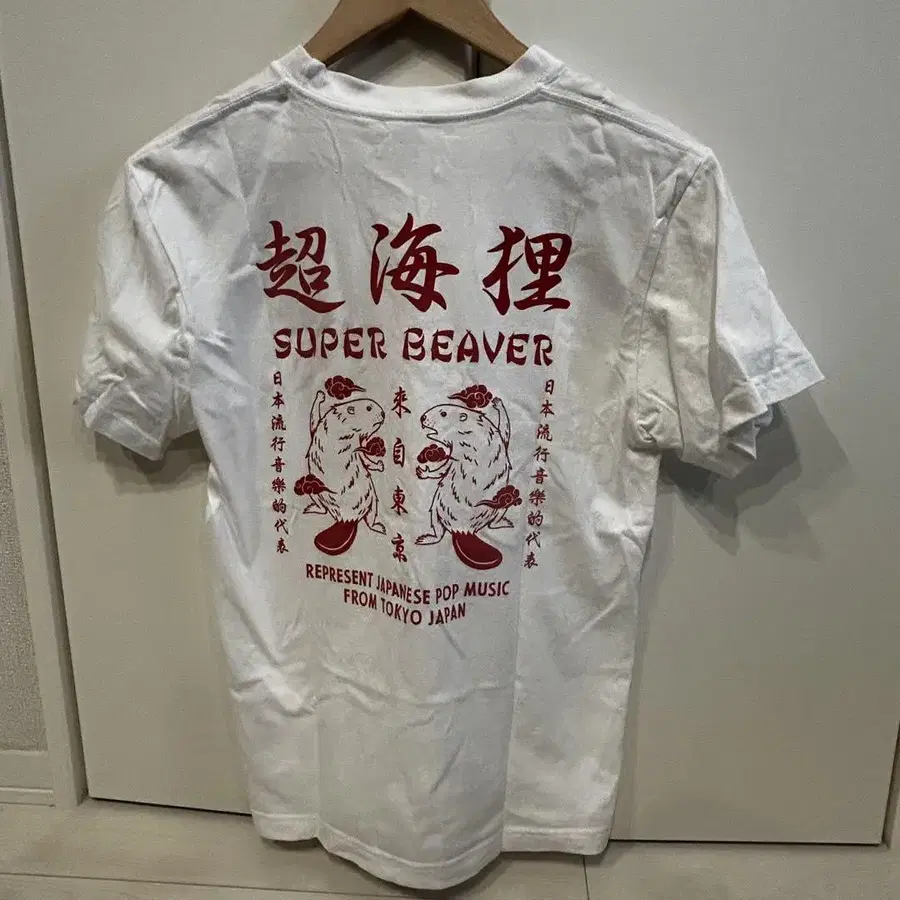 超海狸
SUPER BEAVER
日本流行音樂的代表
來自東京
日本流行音樂的代表
REPRESENT JAPANESE POP MUSIC
FROM TOKYO JAPAN